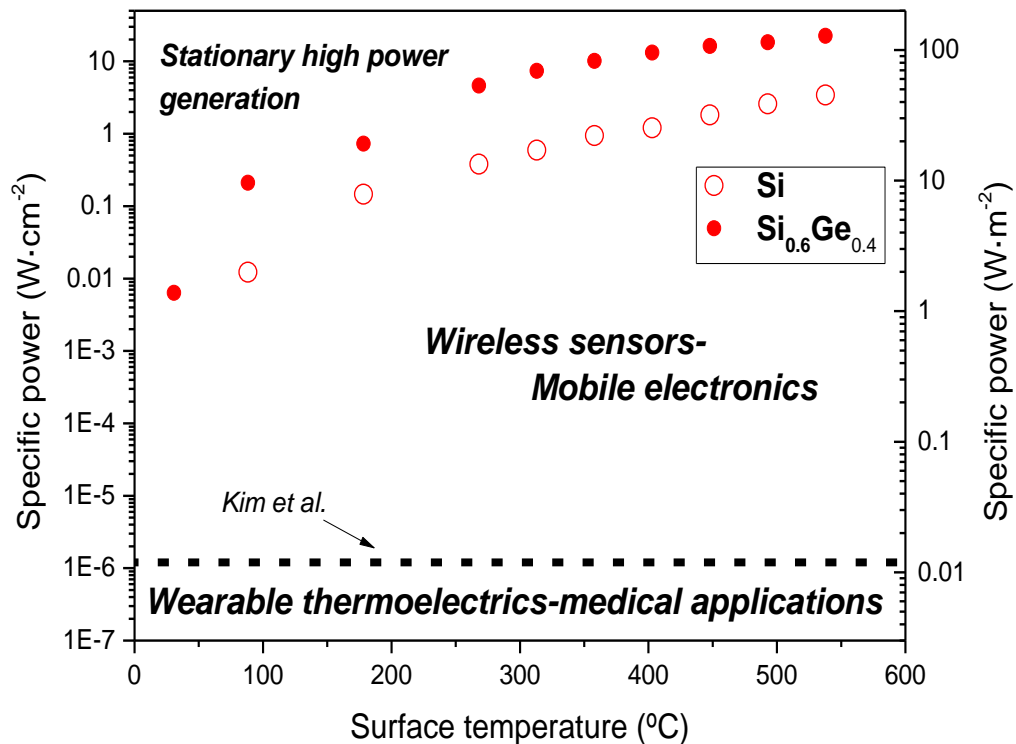 Stationary high power
generation
Si
Si0.6Ge0.4
Wireless sensors-
Mobile electronics
Kim et al.
Wearable thermoelectrics-medical applications
Specific power (W·cm-2)
10
1
0.1
0.01
1E-3
1E-4
1E-5
1E-6
1E-7
Specific power (W·m-2)
100
10
1
0.1
0.01
0
100
200
300
400
500
600
Surface temperature (ºC)